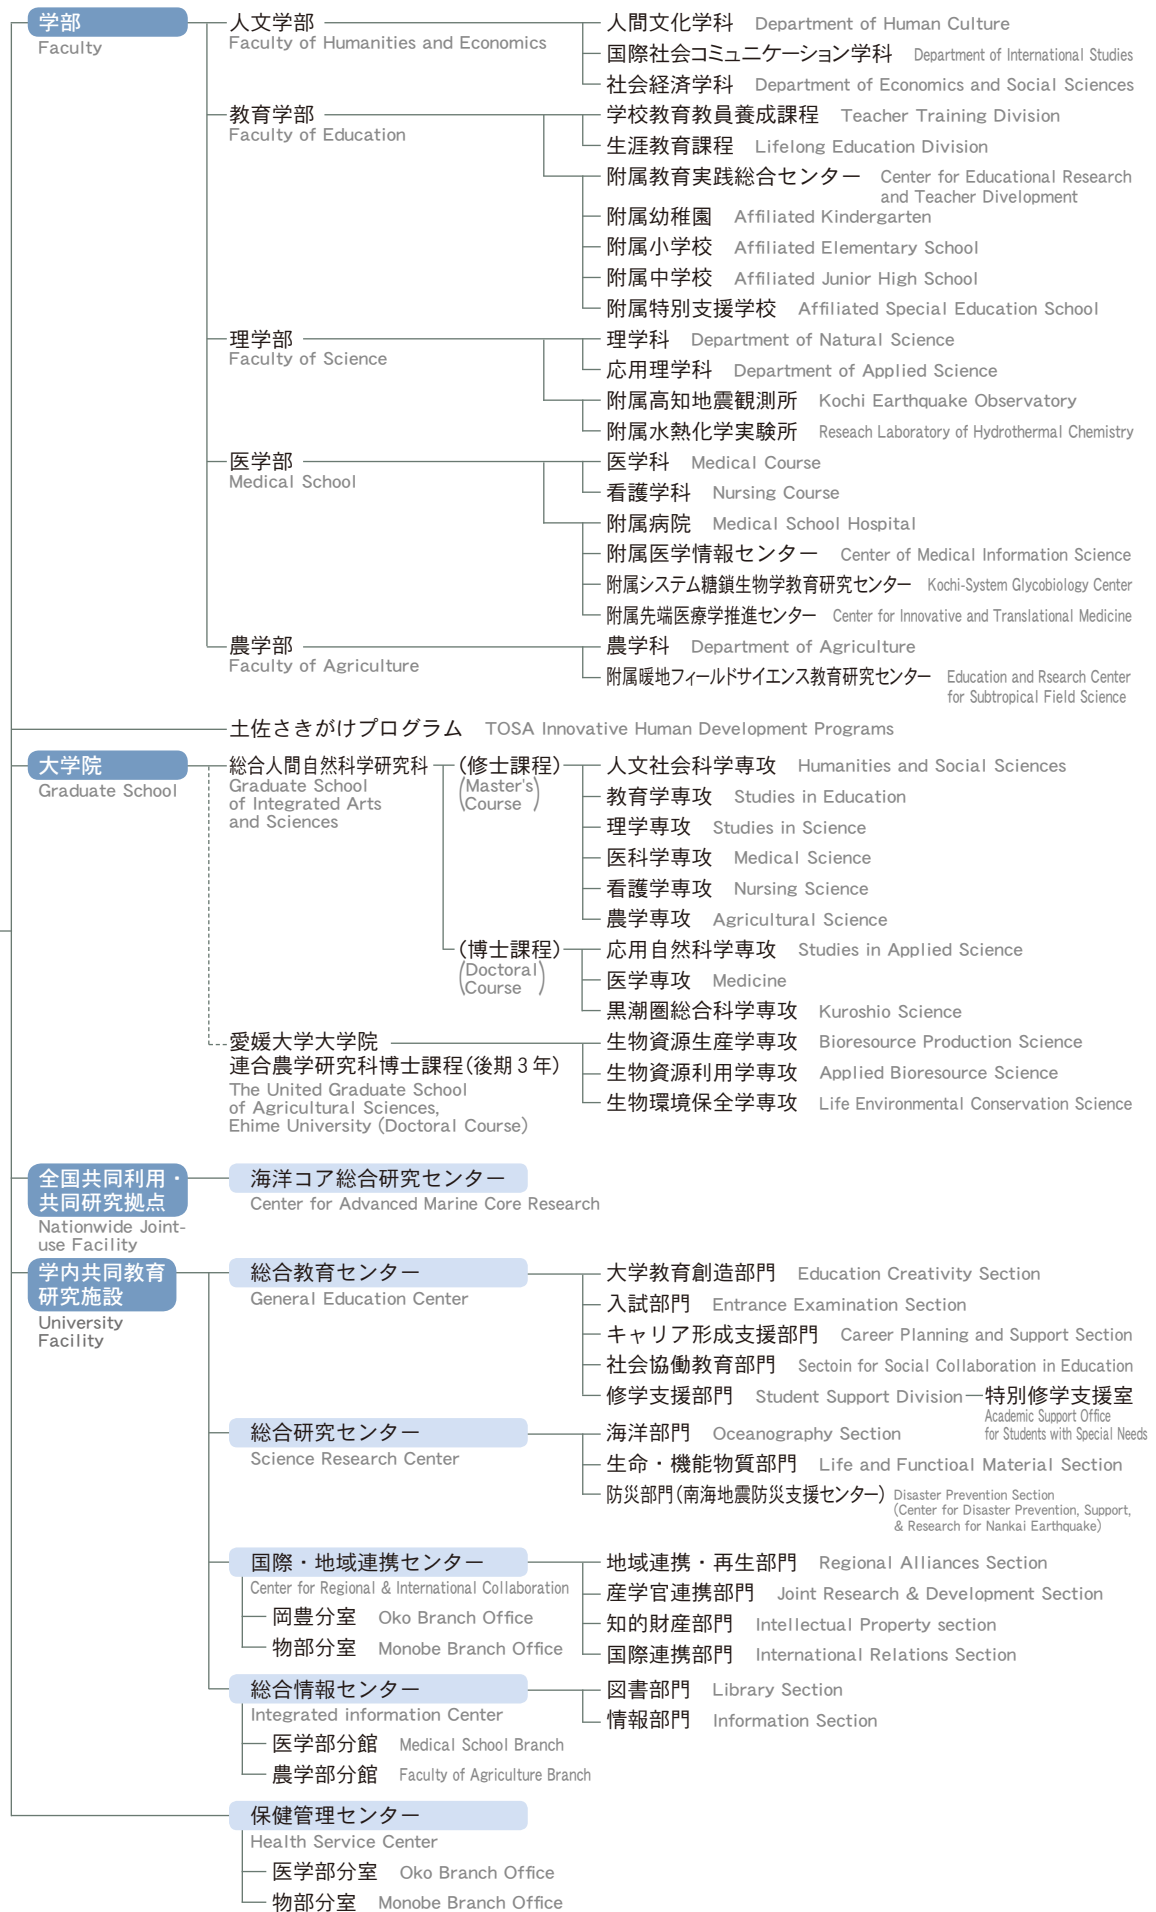 学部
Faculty
人文学部
Faculty of Humanities and Economics
人間文化学科 Department of Human Culture
国際社会コミュニケーション学科 Department of International Studies
社会経済学科 Department of Economics and Social Sciences
教育学部
Faculty of Education
学校教育教員養成課程 Teacher Training Division
生涯教育課程 Lifelong Education Division
附属教育実践総合センター Center for Educational Research
and Teacher Divelopment
附属幼稚園 Affiliated Kindergarten
附属小学校 Affiliated Elementary School
附属中学校 Affiliated Junior High School
附属特別支援学校 Affiliated Special Education School
理学部
Faculty of Science
理学科 Department of Natural Science
応用理学科 Department of Applied Science
附属高知地震観測所 Kochi Earthquake Observatory
附属水熱化学実験所 Reseach Laboratory of Hydrothermal Chemistry
医学部
Medical School
医学科 Medical Course
看護学科 Nursing Course
附属病院 Medical School Hospital
附属医学情報センター Center of Medical Information Science
附属システム糖鎖生物学教育研究センター Kochi-System Glycobiology Center
附属先端医療学推進センター Center for Innovative and Translational Medicine
農学部
Faculty of Agriculture
農学科 Department of Agriculture
附属暖地フィールドサイエンス教育研究センター Education and Rsearch Center
for Subtropical Field Science
土佐さきがけプログラム TOSA Innovative Human Development Programs
大学院
Graduate School
総合人間自然科学研究科
Graduate School
of Integrated Arts
and Sciences
(修士課程)
(Master's
Course)
人文社会科学専攻 Humanities and Social Sciences
教育学専攻 Studies in Education
理学専攻 Studies in Science
医科学専攻 Medical Science
看護学専攻 Nursing Science
農学専攻 Agricultural Science
(博士課程)
(Doctoral
Course)
応用自然科学専攻 Studies in Applied Science
医学専攻 Medicine
黒潮圏総合科学専攻 Kuroshio Science
愛媛大学大学院
連合農学研究科博士課程(後期3年)
The United Graduate School
of Agricultural Sciences,
Ehime University (Doctoral Course)
生物資源生産学専攻 Bioresource Production Science
生物資源利用学専攻 Applied Bioresource Science
生物環境保全学専攻 Life Environmental Conservation Science
全国共同利用・
共同研究拠点
Nationwide Joint-
use Facility
海洋コア総合研究センター
Center for Advanced Marine Core Research
学内共同教育
研究施設
University
Facility
総合教育センター
General Education Center
大学教育創造部門 Education Creativity Section
入試部門 Entrance Examination Section
キャリア形成支援部門 Career Planning and Support Section
社会協働教育部門 Sectoin for Social Collaboration in Education
修学支援部門 Student Support Division
特別修学支援室
Academic Support Office
for Students with Special Needs
総合研究センター
Science Research Center
海洋部門 Oceanography Section
生命・機能物質部門 Life and Functioal Material Section
防災部門(南海地震防災支援センター) Disaster Prevention Section
(Center for Disaster Prevention, Support,
& Research for Nankai Earthquake)
国際・地域連携センター
Center for Regional & International Collaboration
岡豊分室 Oko Branch Office
物部分室 Monobe Branch Office
地域連携・再生部門 Regional Alliances Section
産学官連携部門 Joint Research & Development Section
知的財産部門 Intellectual Property section
国際連携部門 International Relations Section
総合情報センター
Integrated information Center
医学部分館 Medical School Branch
農学部分館 Faculty of Agriculture Branch
図書部門 Library Section
情報部門 Information Section
保健管理センター
Health Service Center
医学部分室 Oko Branch Office
物部分室 Monobe Branch Office